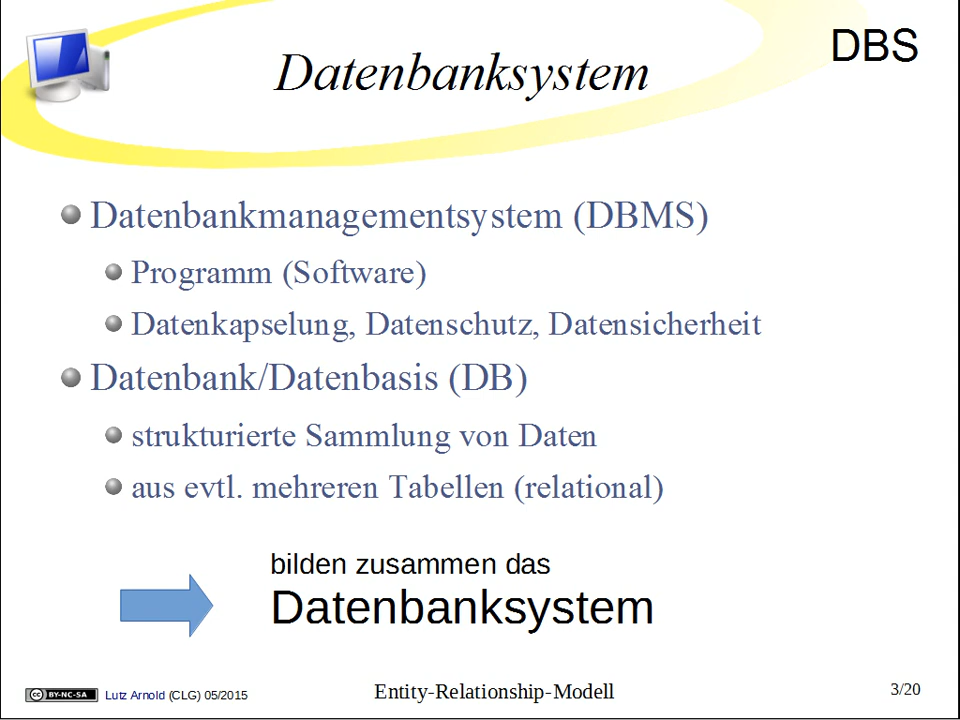 DBS
Datenbanksystem
Datenbankmanagementsystem (DBMS)
Programm (Software)
Datenkapselung, Datenschutz, Datensicherheit
Datenbank/Datenbasis (DB)
strukturierte Sammlung von Daten
aus evtl. mehreren Tabellen (relational)
bilden zusammen das
Datenbanksystem
cc BY-NC-SA Lutz Arnold (CLG) 05/2015
Entity-Relationship-Modell
3/20